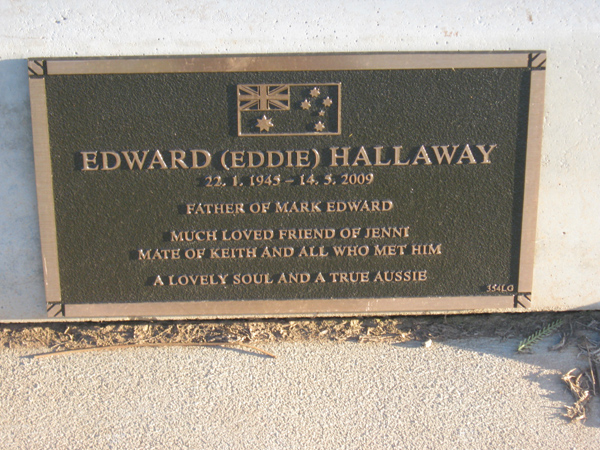 EDWARD (EDDIE) HALLAWAY
22. 1. 1945 – 14. 5. 2009
FATHER OF MARK EDWARD
MUCH LOVED FRIEND OF JENNI
MATE OF KEITH AND ALL WHO MET HIM
A LOVELY SOUL AND A TRUE AUSSIE